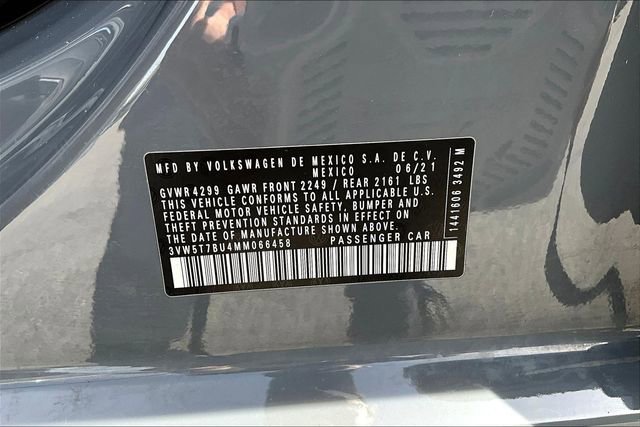 MFD BY VOLKSWAGEN DE MEXICO S.A. DE C.V.
MEXICO 06/21
GVWR 4299 GAWR FRONT 2249 / REAR 2161 LBS
THIS VEHICLE CONFORMS TO ALL APPLICABLE U.S.
FEDERAL MOTOR VEHICLE SAFETY, BUMPER AND
THEFT PREVENTION STANDARDS IN EFFECT ON
THE DATE OF MANUFACTURE SHOWN ABOVE.
3VW5T7BU4MM066458 PASSENGER CAR
1441606 3492 M